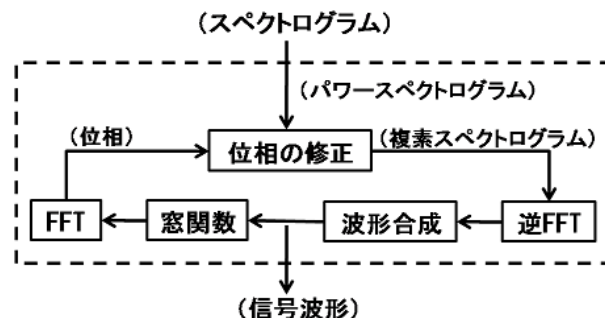 (スペクトログラム)
(パワースペクトログラム)
(位相)
(複素スペクトログラム)
位相の修正
FFT
窓関数
波形合成
逆FFT
(信号波形)